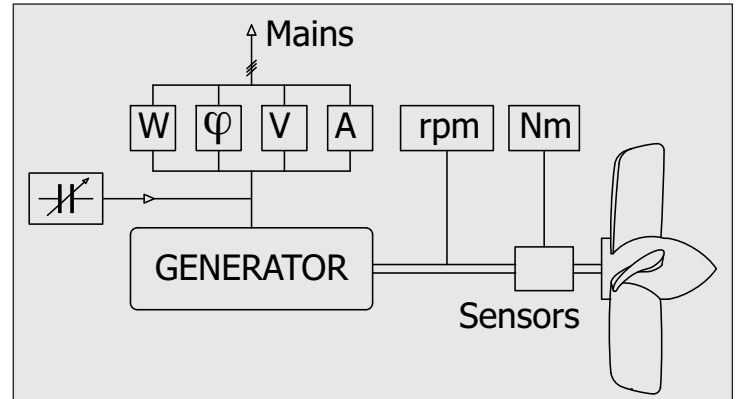 Mains
W φ V A rpm Nm
GENERATOR
Sensors